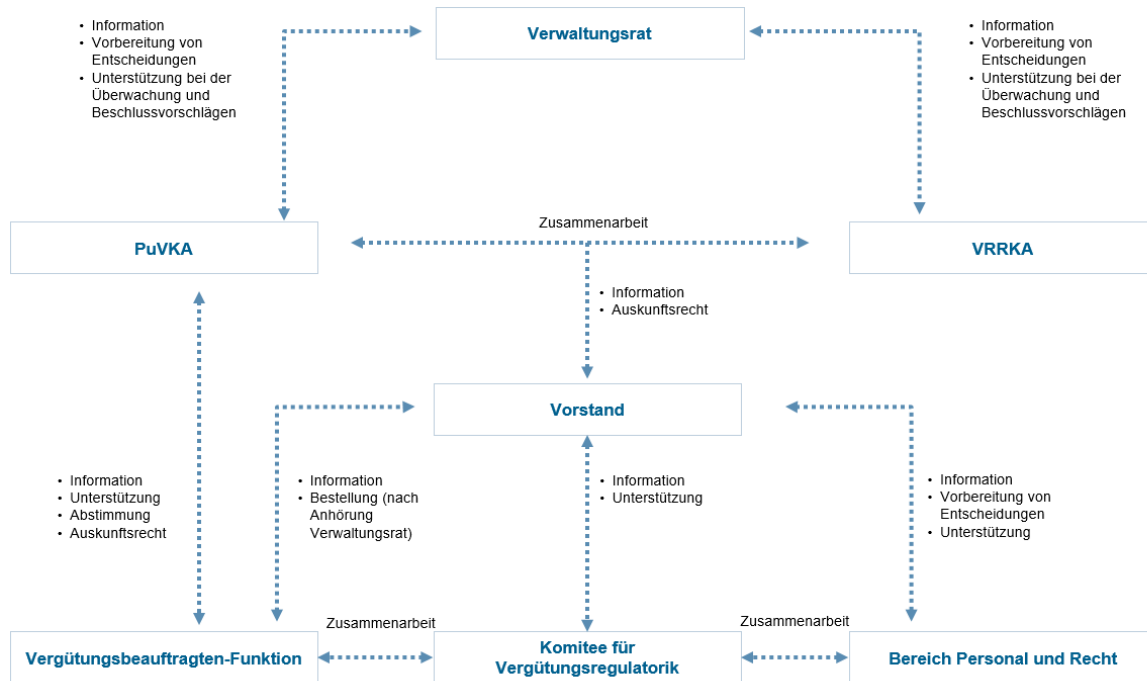 • Information
• Vorbereitung von
Entscheidungen
• Unterstützung bei der
Überwachung und
Beschlussvorschlägen
Verwaltungsrat
• Information
• Vorbereitung von
Entscheidungen
• Unterstützung bei der
Überwachung und
Beschlussvorschlägen
PuVKA
Zusammenarbeit
VRRKA
• Information
• Auskunftsrecht
Vorstand
• Information
• Unterstützung
• Abstimmung
• Auskunftsrecht
• Information
• Bestellung (nach
Anhörung
Verwaltungsrat)
• Information
• Unterstützung
• Information
• Vorbereitung von
Entscheidungen
• Unterstützung
Vergütungsbeauftragten-Funktion
Zusammenarbeit
Komitee für
Vergütungsregulatorik
Zusammenarbeit
Bereich Personal und Recht